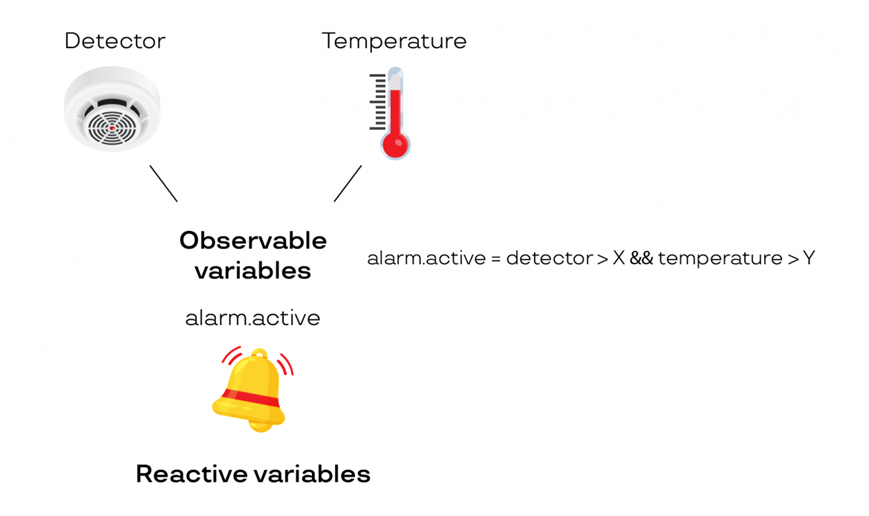 Detector
Temperature
Observable
variables
alarm.active = detector > X && temperature > Y
alarm.active
Reactive variables